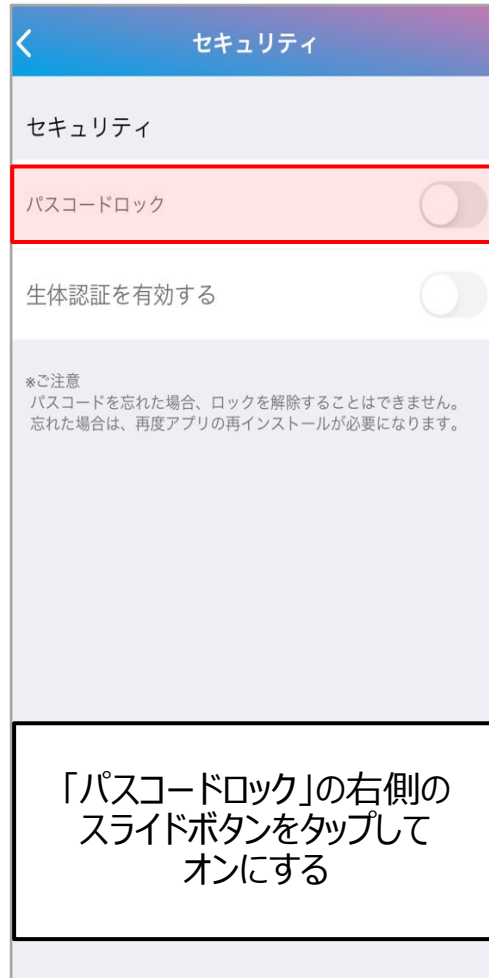 セキュリティ
セキュリティ
パスコードロック
生体認証を有効する
※ご注意
パスコードを忘れた場合、ロックを解除することはできません。
忘れた場合は、再度アプリの再インストールが必要になります。
「パスコードロック」の右側の
スライドボタンをタップして
オンにする